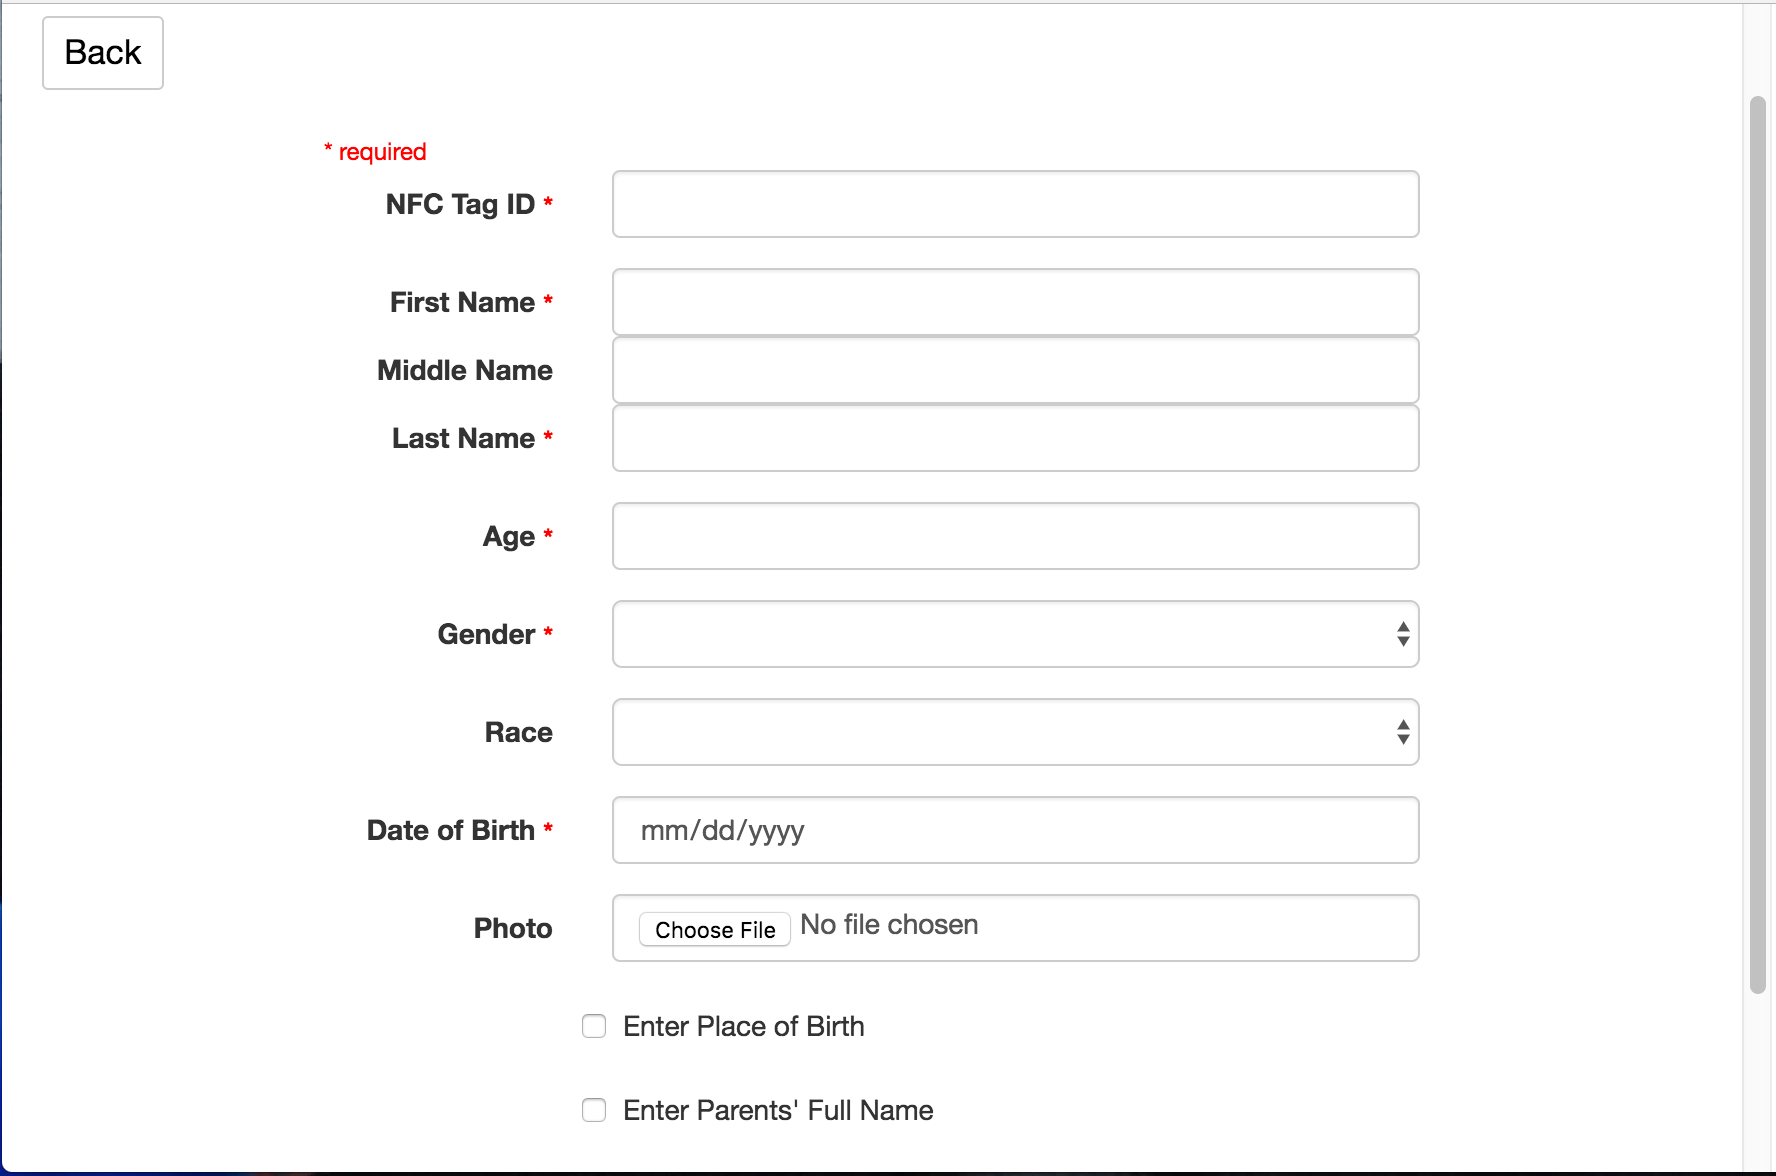 Back
* required
NFC Tag ID *
First Name *
Middle Name
Last Name *
Age *
Gender *
Race
Date of Birth * mm/dd/yyyy
Photo Choose File No file chosen
Enter Place of Birth
Enter Parents' Full Name